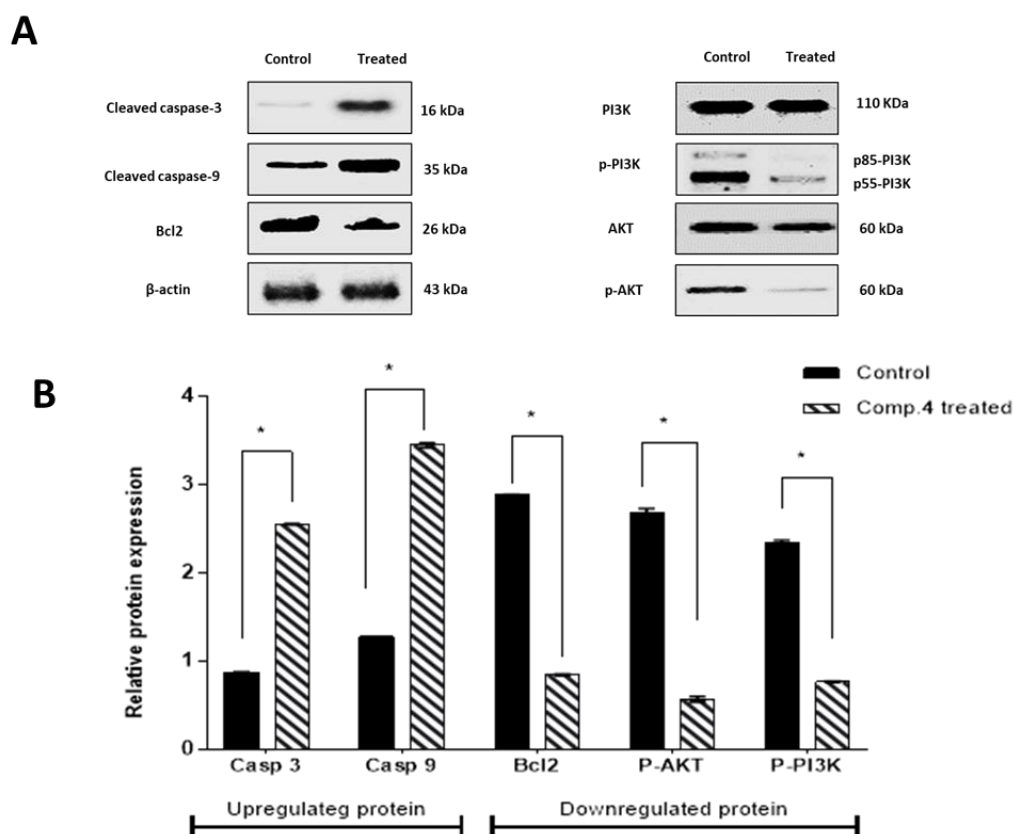 A
Control Treated
Cleaved caspase-3 16 kDa
Cleaved caspase-9 35 kDa
Bcl2 26 kDa
β-actin 43 kDa
Control Treated
PI3K 110 KDa
p-PI3K p85-PI3K
p55-PI3K
AKT 60 kDa
p-AKT 60 kDa
B
Control
Comp.4 treated
Relative protein expression
4
3
2
1
0
* * * * *
Casp 3 Casp 9 Bcl2 P-AKT P-PI3K
Upregulateg protein Downregulated protein